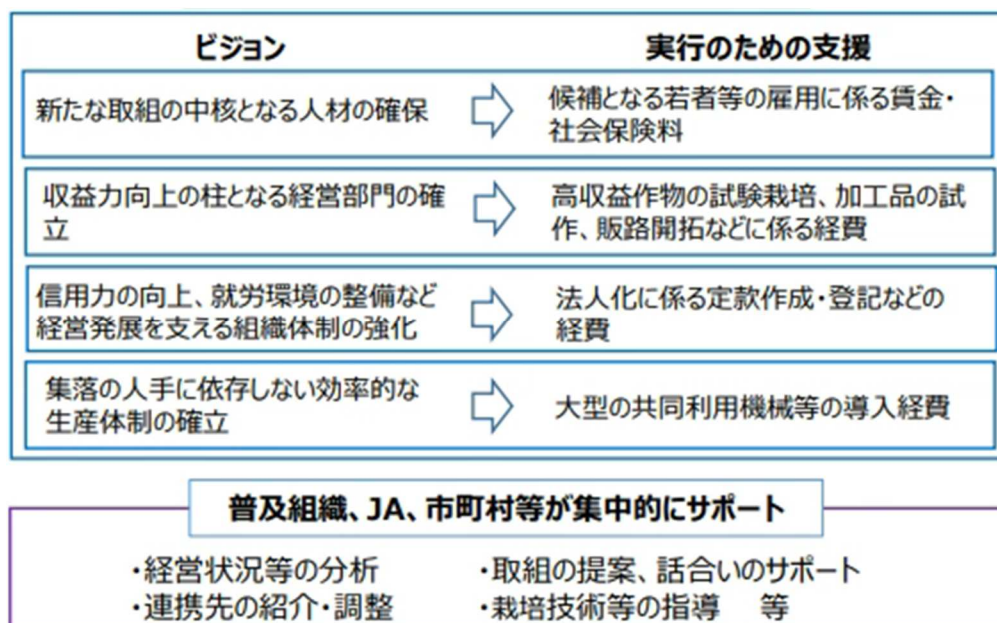 ビジョン
実行のための支援
新たな取組の中核となる人材の確保
候補となる若者等の雇用に係る賃金・
社会保険料
収益力向上の柱となる経営部門の確
立
高収益作物の試験栽培、加工品の試
作、販路開拓などに係る経費
信用力の向上、就労環境の整備など
経営発展を支える組織体制の強化
法人化に係る定款作成・登記などの
経費
集落の人手に依存しない効率的な
生産体制の確立
大型の共同利用機械等の導入経費
普及組織、JA、市町村等が集中的にサポート
・経営状況等の分析
・取組の提案、話合いのサポート
・連携先の紹介・調整
・栽培技術等の指導　等